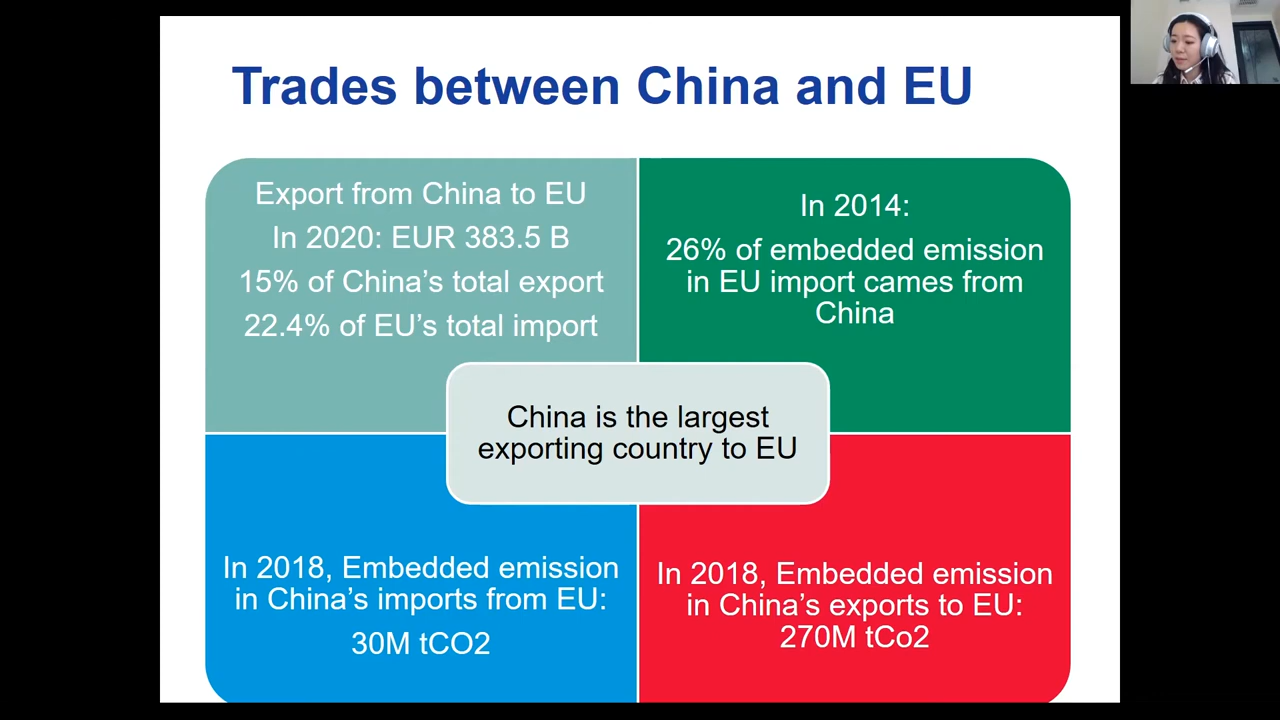 Trades between China and EU
Export from China to EU
In 2020: EUR 383.5 B
15% of China’s total export
22.4% of EU’s total import
In 2014:
26% of embedded emission
in EU import cames from
China
China is the largest
exporting country to EU
In 2018, Embedded emission
in China’s imports from EU:
30M tCO2
In 2018, Embedded emission
in China’s exports to EU:
270M tCo2